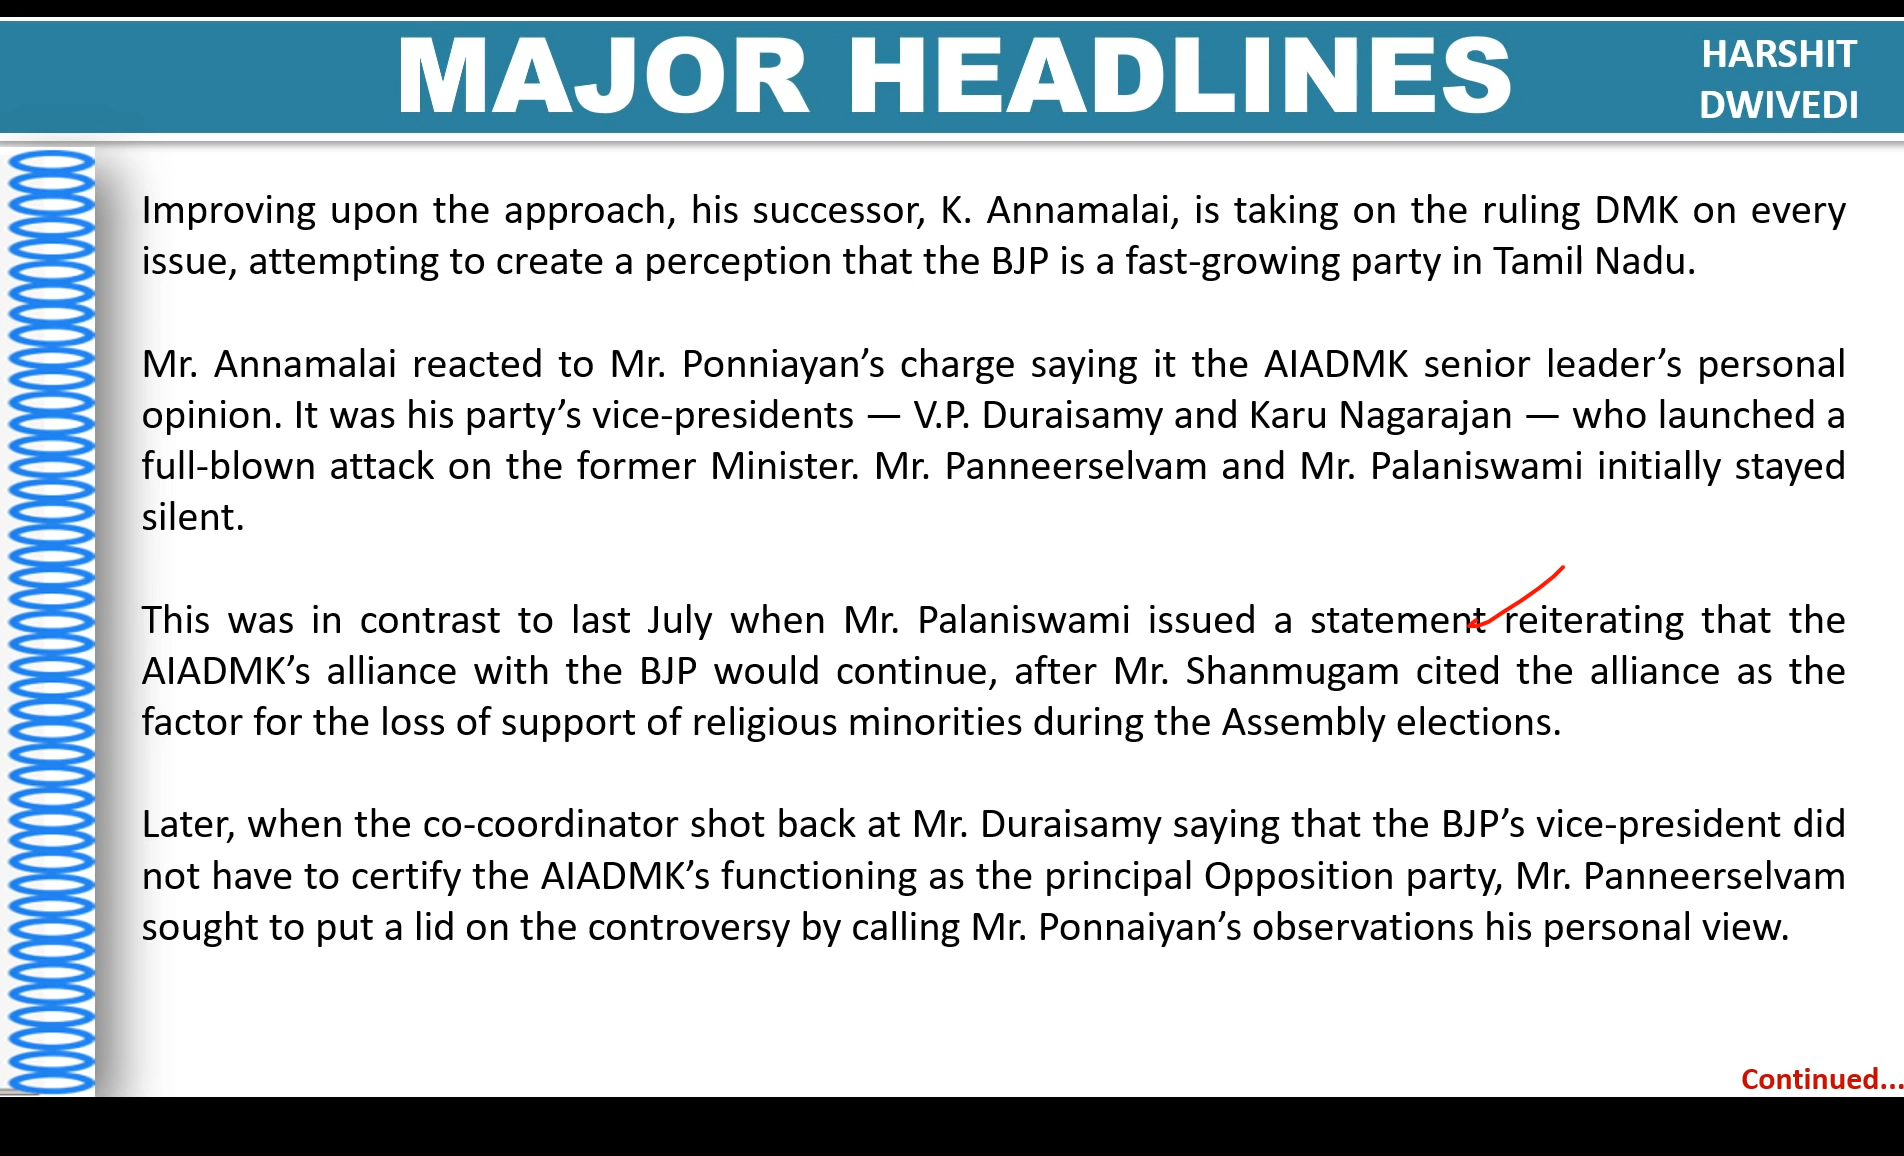 MAJOR HEADLINES
HARSHIT
DWIVEDI
Improving upon the approach, his successor, K. Annamalai, is taking on the ruling DMK on every
issue, attempting to create a perception that the BJP is a fast-growing party in Tamil Nadu.
Mr. Annamalai reacted to Mr. Ponniayan’s charge saying it the AIADMK senior leader’s personal
opinion. It was his party’s vice-presidents — V.P. Duraisamy and Karu Nagarajan — who launched a
full-blown attack on the former Minister. Mr. Panneerselvam and Mr. Palaniswami initially stayed
silent.
This was in contrast to last July when Mr. Palaniswami issued a statement reiterating that the
AIADMK’s alliance with the BJP would continue, after Mr. Shanmugam cited the alliance as the
factor for the loss of support of religious minorities during the Assembly elections.
Later, when the co-coordinator shot back at Mr. Duraisamy saying that the BJP’s vice-president did
not have to certify the AIADMK’s functioning as the principal Opposition party, Mr. Panneerselvam
sought to put a lid on the controversy by calling Mr. Ponnaiyan’s observations his personal view.
Continued...